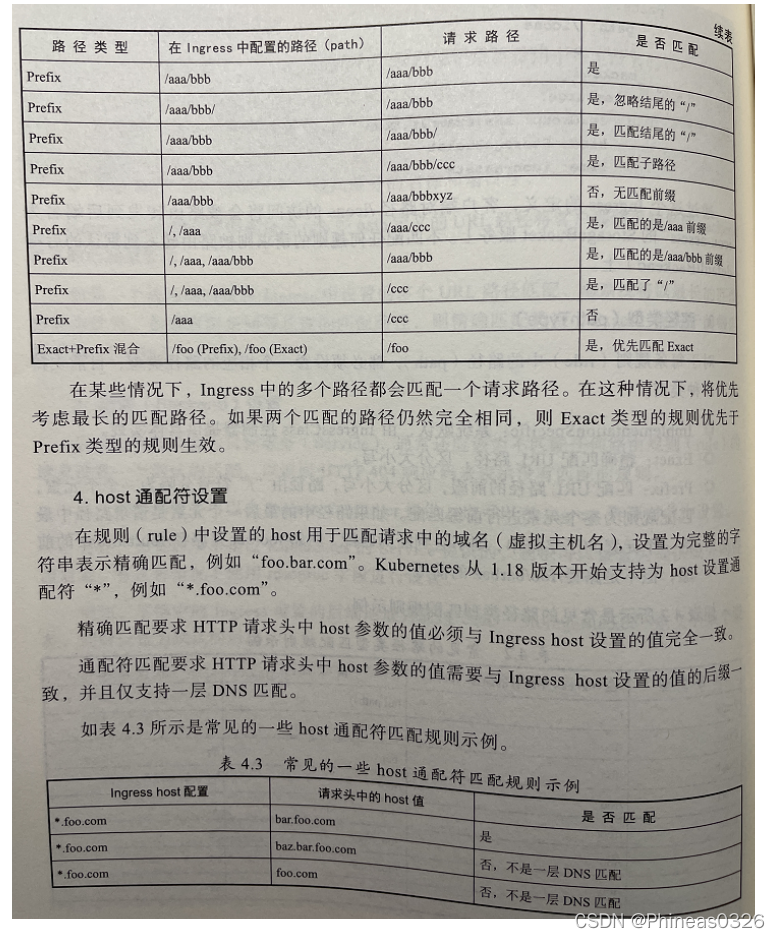 续表
路径类型 在 Ingress 中配置的路径（path） 请求路径 是否匹配
Prefix /aaa/bbb /aaa/bbb 是
Prefix /aaa/bbb/ /aaa/bbb 是，忽略结尾的“/”
Prefix /aaa/bbb /aaa/bbb/ 是，匹配结尾的“/”
Prefix /aaa/bbb /aaa/bbb/ccc 是，匹配子路径
Prefix /aaa/bbb /aaa/bbbxyz 否，无匹配前缀
Prefix /, /aaa /aaa/ccc 是，匹配的是/aaa 前缀
Prefix /, /aaa, /aaa/bbb /aaa/bbb 是，匹配的是/aaa/bbb 前缀
Prefix /, /aaa, /aaa/bbb /ccc 是，匹配了“/”
Prefix /aaa /ccc 否
Exact+Prefix 混合 /foo (Prefix), /foo (Exact) /foo 是，优先匹配 Exact
在某些情况下，Ingress 中的多个路径都会匹配一个请求路径。在这种情况下，将优先
考虑最长的匹配路径。如果两个匹配的路径仍然完全相同，则 Exact 类型的规则优先于
Prefix 类型的规则生效。
4. host 通配符设置
在规则（rule）中设置的 host 用于匹配请求中的域名（虚拟主机名），设置为完整的字
符串表示精确匹配，例如“foo.bar.com”。Kubernetes 从 1.18 版本开始支持为 host 设置通
配符“*”，例如“*.foo.com”。
精确匹配要求 HTTP 请求头中 host 参数的值必须与 Ingress host 设置的值完全一致。
通配符匹配要求 HTTP 请求头中 host 参数的值需要与 Ingress host 设置的值的后缀一
致，并且仅支持一层 DNS 匹配。
如表 4.3 所示是常见的一些 host 通配符匹配规则示例。
表 4.3 常见的一些 host 通配符匹配规则示例
Ingress host 配置 请求头中的 host 值 是否匹配
*.foo.com bar.foo.com 是
*.foo.com baz.bar.foo.com 否，不是一层 DNS 匹配
*.foo.com foo.com 否，不是一层 DNS 匹配
CSDN @Phineas0326